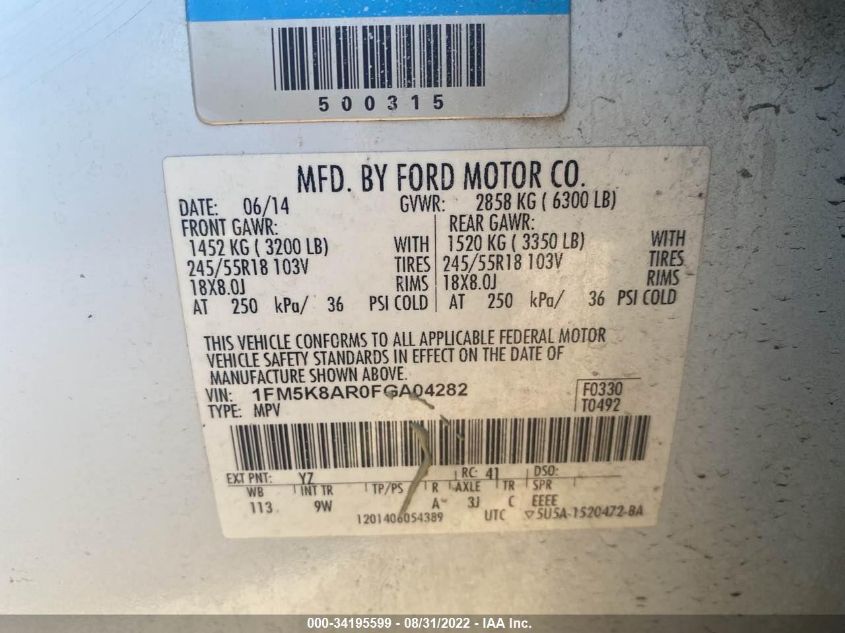 500315
MFD. BY FORD MOTOR CO.
DATE: 06/14 GVWR: 2858 KG ( 6300 LB)
FRONT GAWR: REAR GAWR:
1452 KG ( 3200 LB) WITH 1520 KG ( 3350 LB) WITH
245/55R18 103V TIRES 245/55R18 103V TIRES
18X8.0J RIMS 18X8.0J RIMS
AT 250 kPa/ 36 PSI COLD AT 250 kPa/ 36 PSI COLD
THIS VEHICLE CONFORMS TO ALL APPLICABLE FEDERAL MOTOR
VEHICLE SAFETY STANDARDS IN EFFECT ON THE DATE OF
MANUFACTURE SHOWN ABOVE.
VIN: 1FM5K8AR0FGA04282 F0330
TYPE: MPV T0492
EXT PNT: YZ RC: 41 DSO:
WB INT TR TP/PS R AXLE TR SPR
113 9W A 3J C EEEE
1201406054389 UTC ▽5U5A-1520472-BA
000-34195599 - 08/31/2022 - IAA Inc.